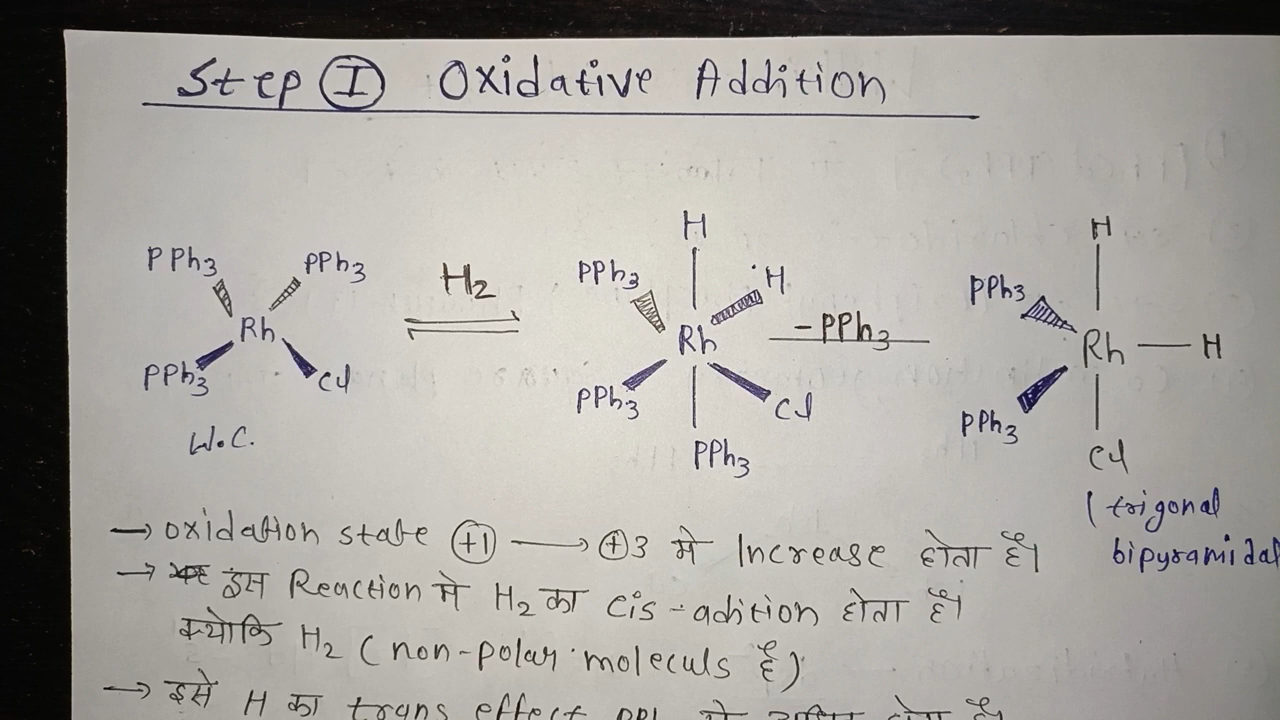 Step I Oxidative Addition
PPh3 PPh3 H2 PPh3 H H -PPh3 PPh3 H
Rh Rh Rh — H
PPh3 Cl PPh3 Cl PPh3
W.C. PPh3 Cl
(trigonal
bipyramidal
→ oxidation state +1 → +3 मे Increase होता है।
→ इस Reaction मे H2 का cis-adition होता है।
क्योकि H2 (non-polar moleculs है)
→ इसे H का trans effect